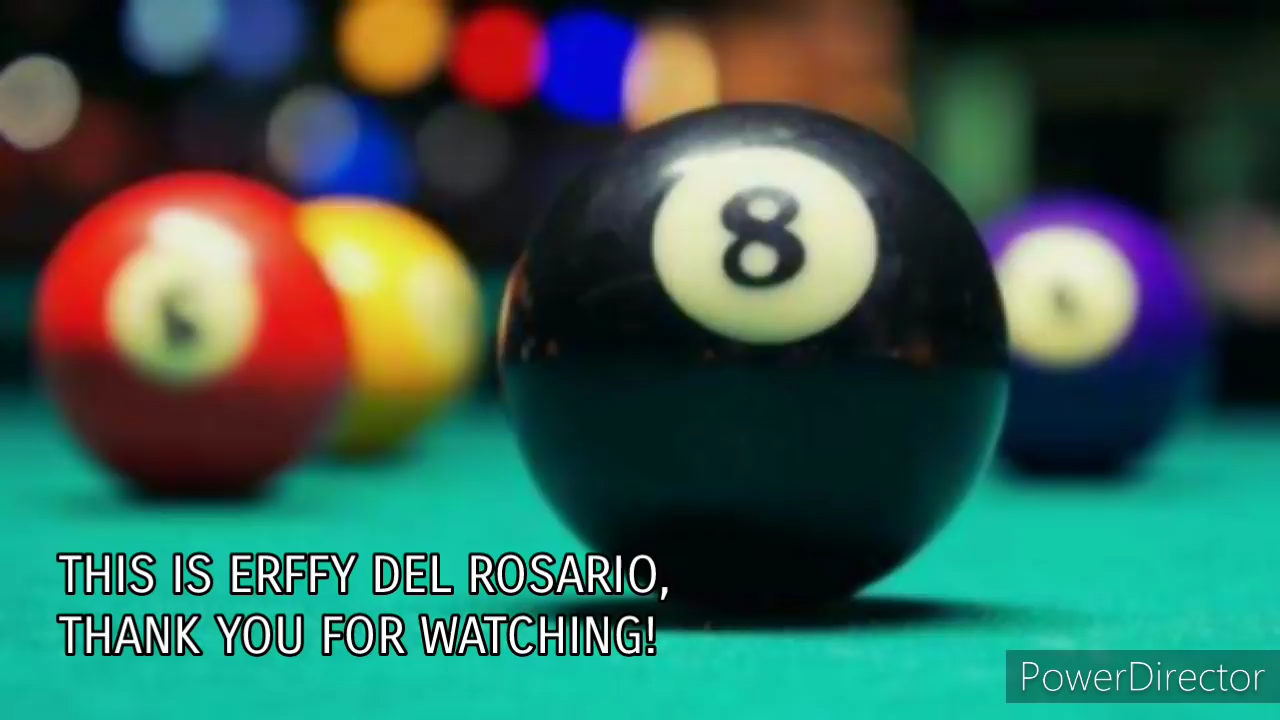 8
THIS IS ERFFY DEL ROSARIO,
THANK YOU FOR WATCHING!
PowerDirector